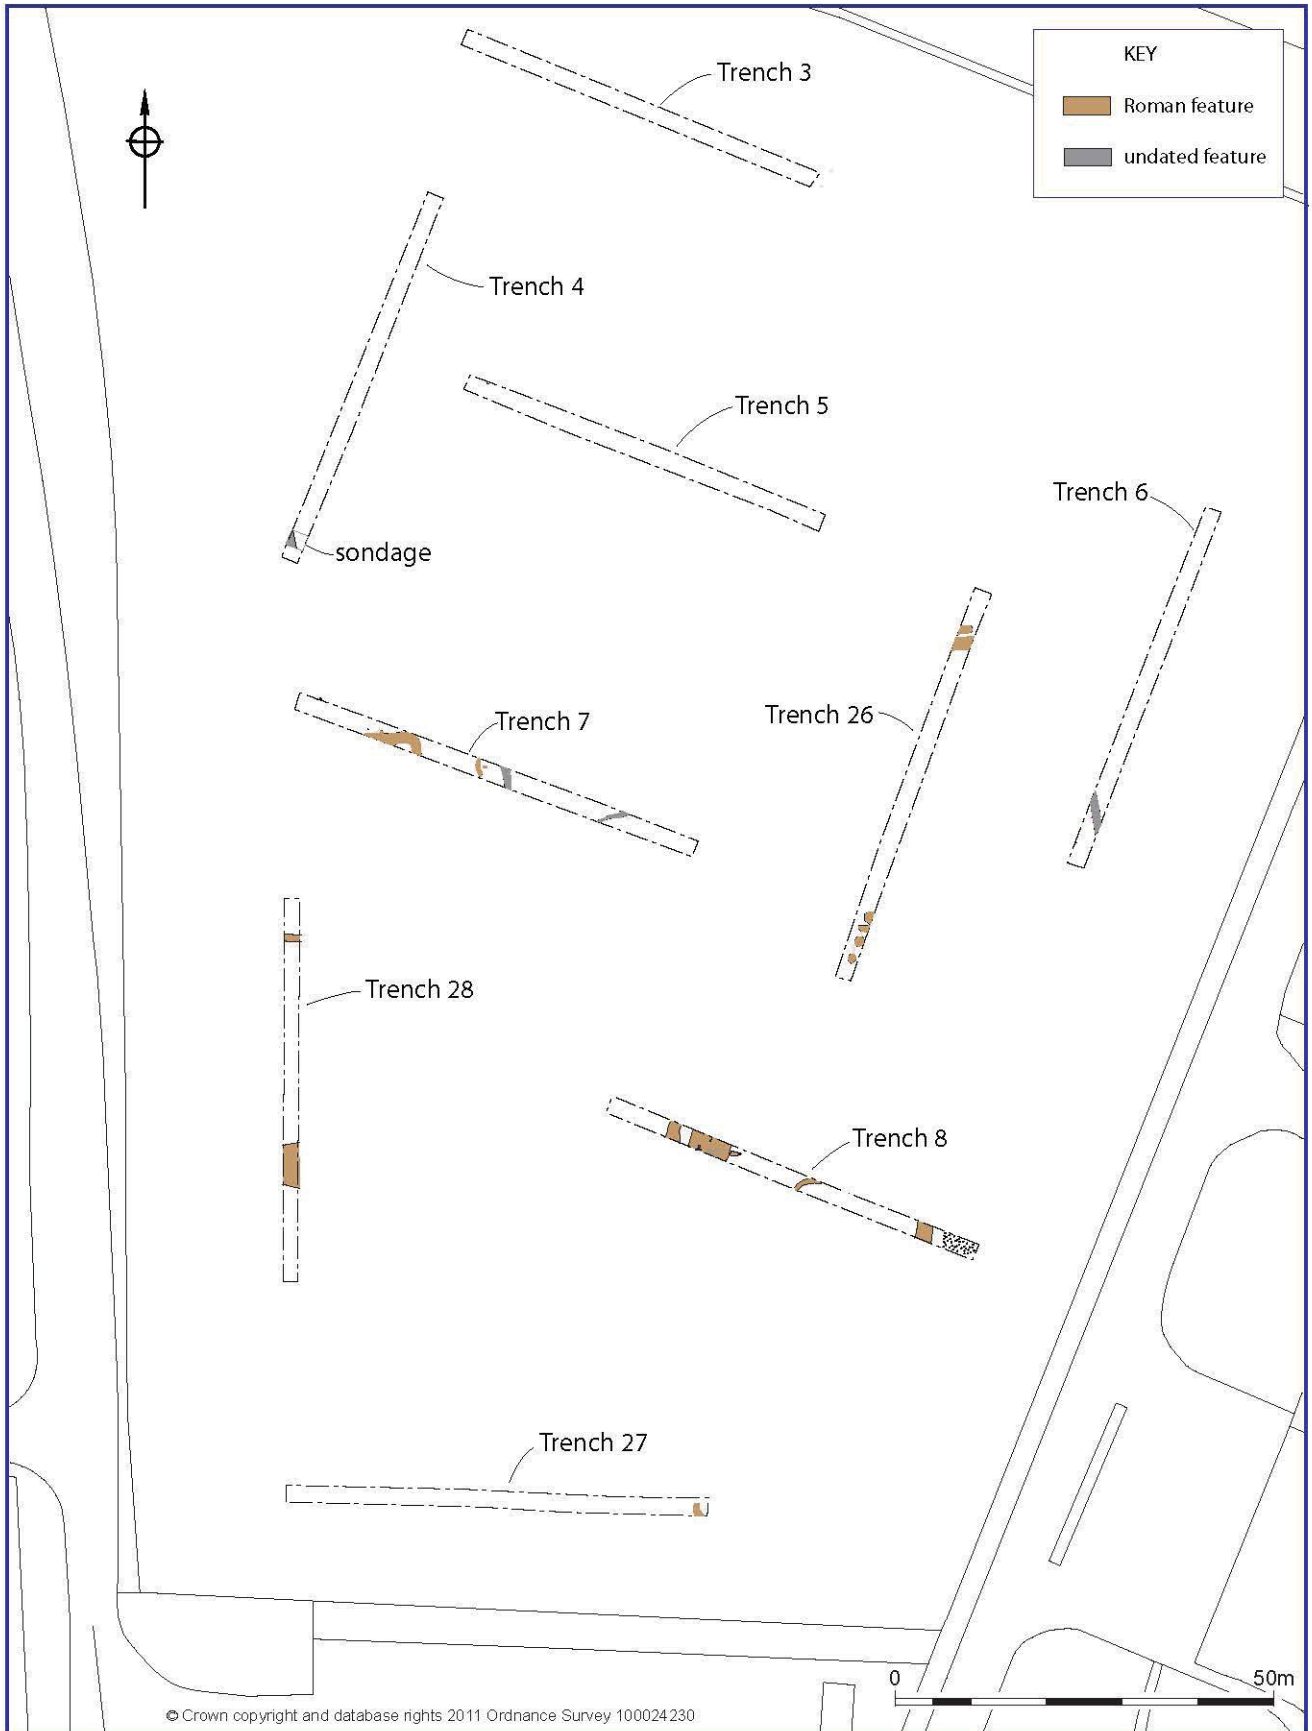 Trench 3
KEY
Roman feature
undated feature
Trench 4
Trench 5
Trench 6
sondage
Trench 7
Trench 26
Trench 28
Trench 8
Trench 27
0 50m
© Crown copyright and database rights 2011 Ordnance Survey 100024230